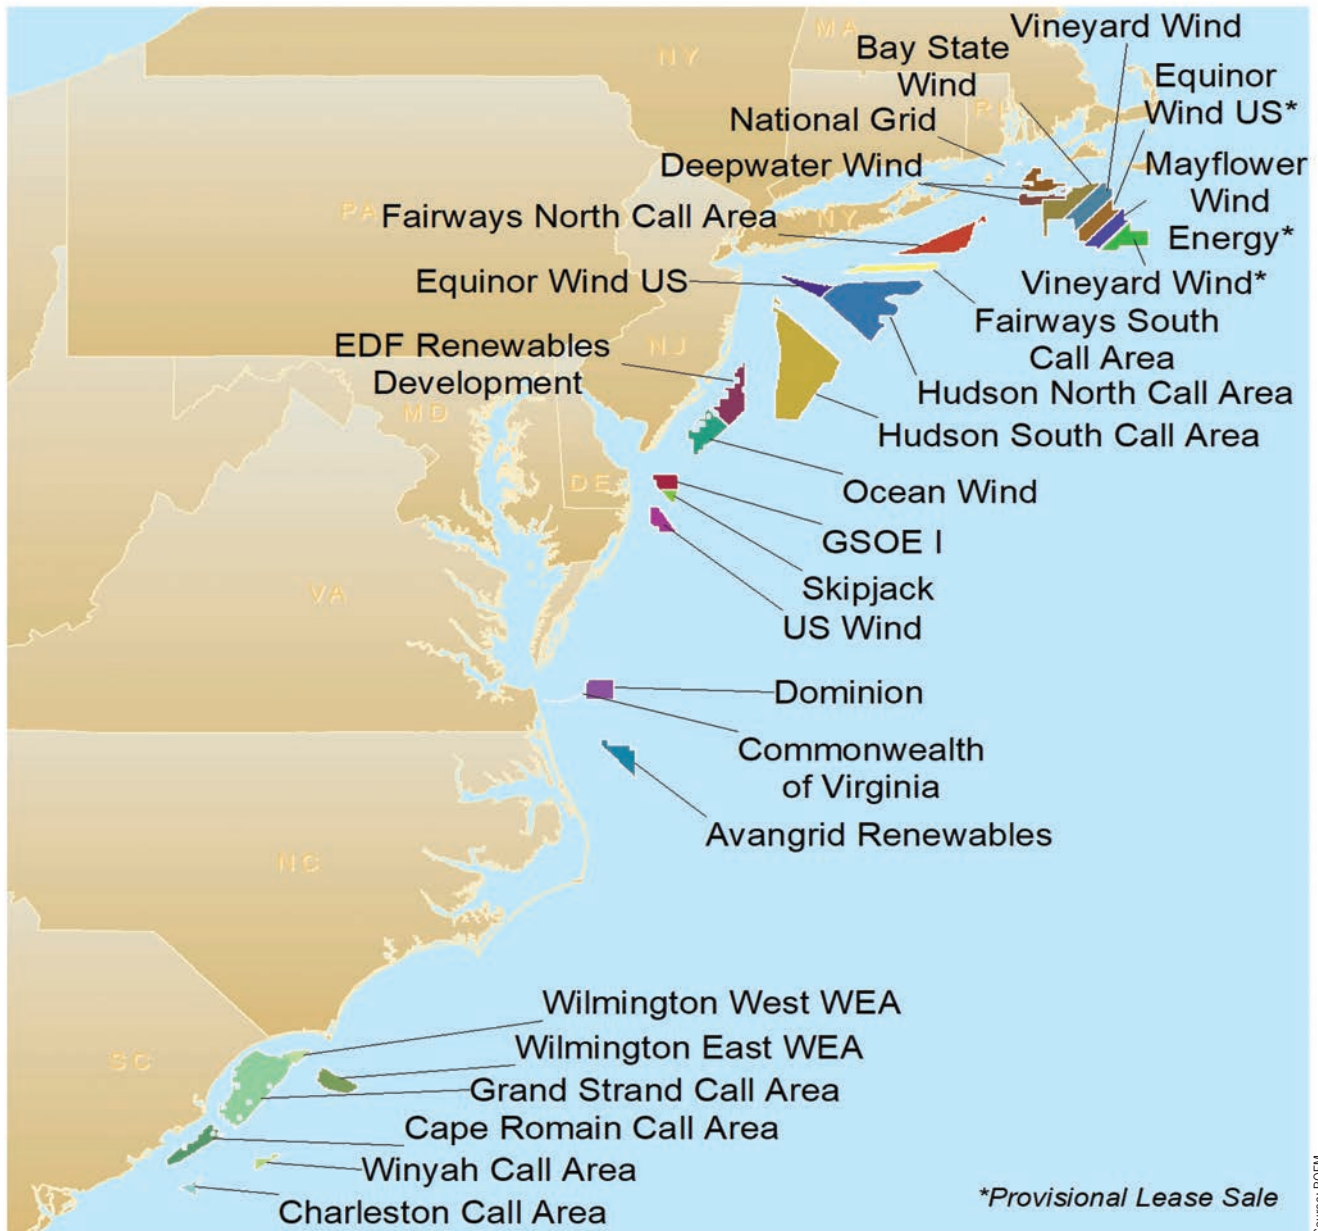 NY
MA
Vineyard Wind
Bay State
Wind
Equinor
Wind US*
RI
National Grid
Deepwater Wind
Mayflower
Wind
Energy*
PA
NY
Fairways North Call Area
Equinor Wind US
Vineyard Wind*
Fairways South
Call Area
NJ
EDF Renewables
Development
Hudson North Call Area
MD
Hudson South Call Area
DE
Ocean Wind
GSOE I
Skipjack
VA
US Wind
Dominion
Commonwealth
of Virginia
Avangrid Renewables
NC
Wilmington West WEA
Wilmington East WEA
SC
Grand Strand Call Area
Cape Romain Call Area
Winyah Call Area
Charleston Call Area
*Provisional Lease Sale
Source: BOEM